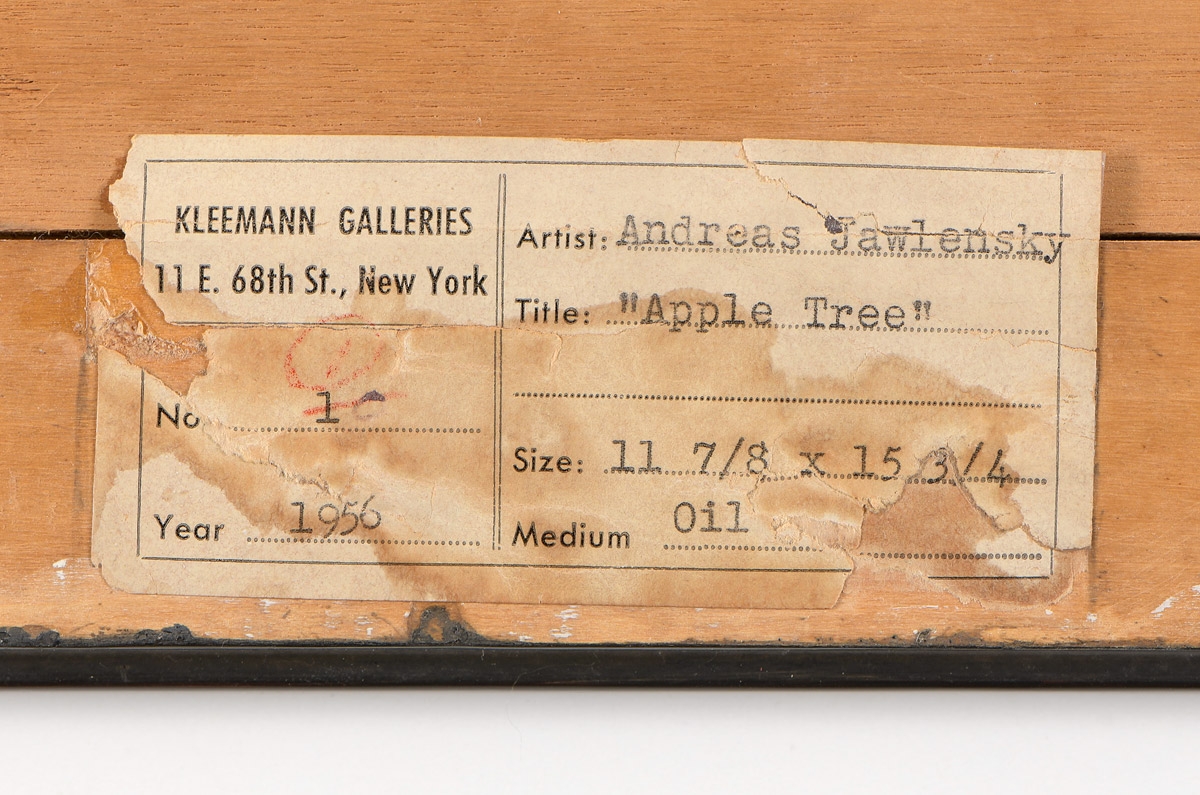 KLEEMANN GALLERIES
11 E. 68th St., New York
No 1
Year 1956
Artist: Andreas Jawlensky
Title: "Apple Tree"
Size: 11 7/8 x 15 3/4
Medium Oil